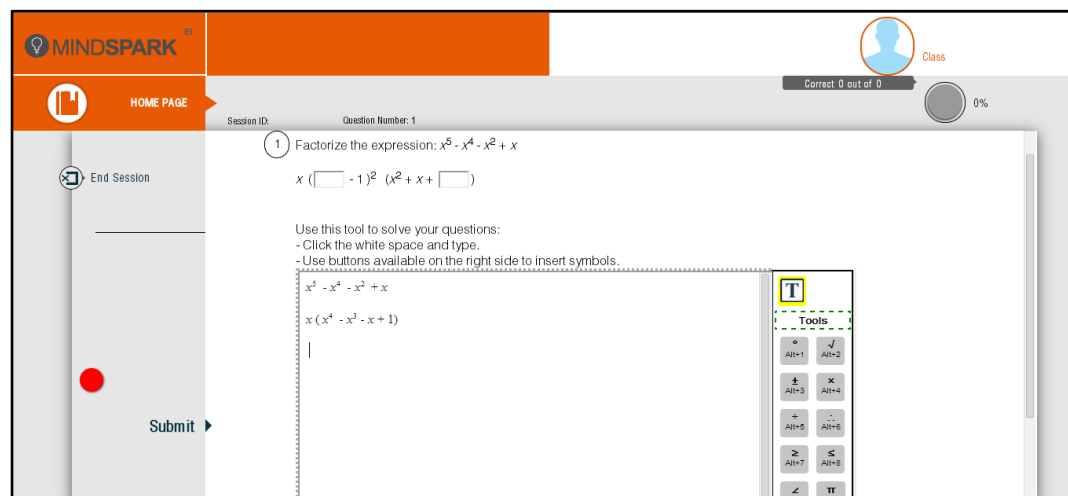 EI
MINDSPARK
Class
Correct 0 out of 0
HOME PAGE
0%
Session ID:
Question Number: 1
1 Factorize the expression: x⁵ - x⁴ - x² + x
x ( - 1 )² (x² + x + )
End Session
Use this tool to solve your questions:
- Click the white space and type.
- Use buttons available on the right side to insert symbols.
x⁵ - x⁴ - x² + x
x ( x⁴ - x³ - x + 1)
T
Tools
° √
Alt+1 Alt+2
± ×
Alt+3 Alt+4
÷ ∴
Alt+5 Alt+6
≥ ≤
Alt+7 Alt+8
∠ π
Submit